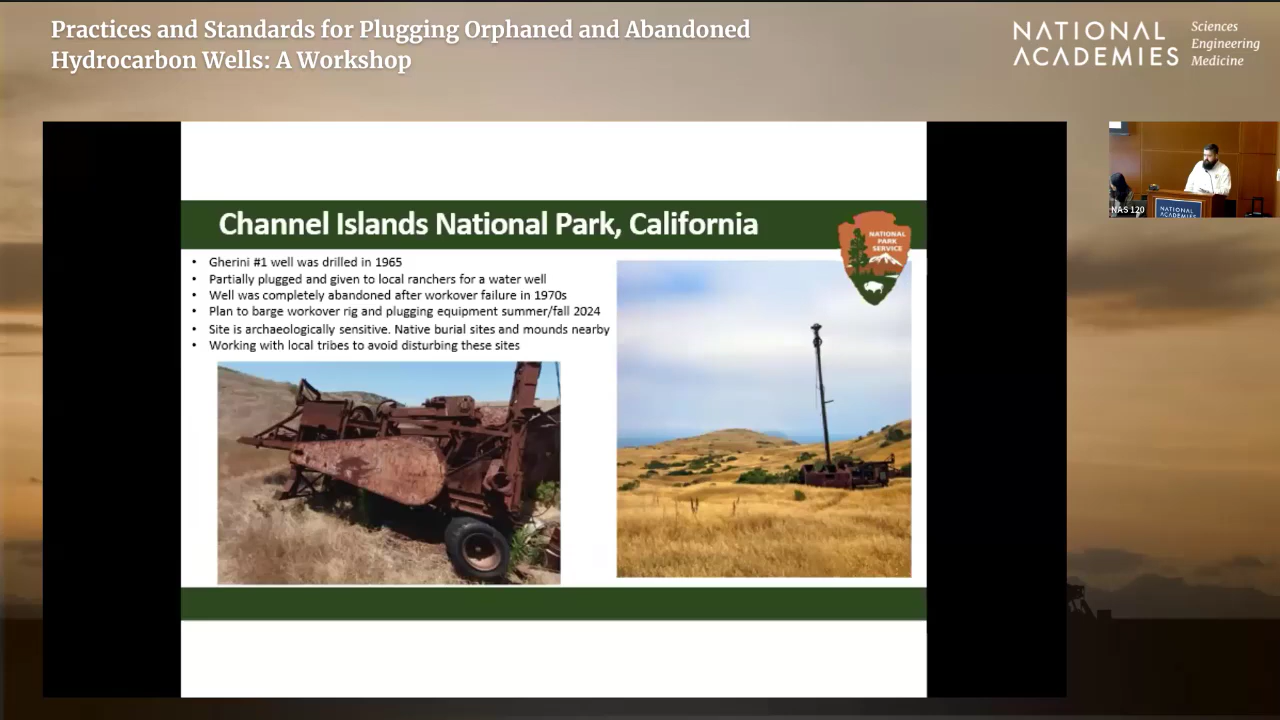 Practices and Standards for Plugging Orphaned and Abandoned
Hydrocarbon Wells: A Workshop
NATIONAL
ACADEMIES
Sciences
Engineering
Medicine
Channel Islands National Park, California
NATIONAL
PARK
SERVICE
• Gherini #1 well was drilled in 1965
• Partially plugged and given to local ranchers for a water well
• Well was completely abandoned after workover failure in 1970s
• Plan to barge workover rig and plugging equipment summer/fall 2024
• Site is archaeologically sensitive. Native burial sites and mounds nearby
• Working with local tribes to avoid disturbing these sites
NAS 120
NATIONAL
ACADEMIES